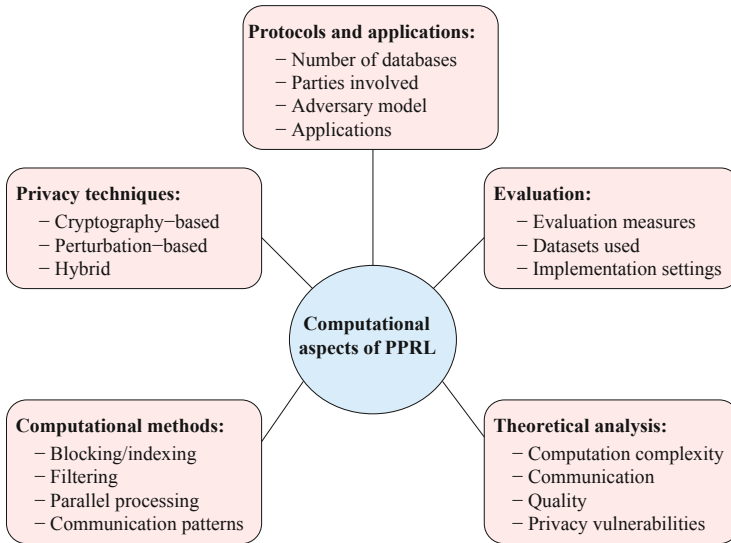 Protocols and applications:
− Number of databases
− Parties involved
− Adversary model
− Applications
Privacy techniques:
− Cryptography−based
− Perturbation−based
− Hybrid
Evaluation:
− Evaluation measures
− Datasets used
− Implementation settings
Computational
aspects of PPRL
Computational methods:
− Blocking/indexing
− Filtering
− Parallel processing
− Communication patterns
Theoretical analysis:
− Computation complexity
− Communication
− Quality
− Privacy vulnerabilities